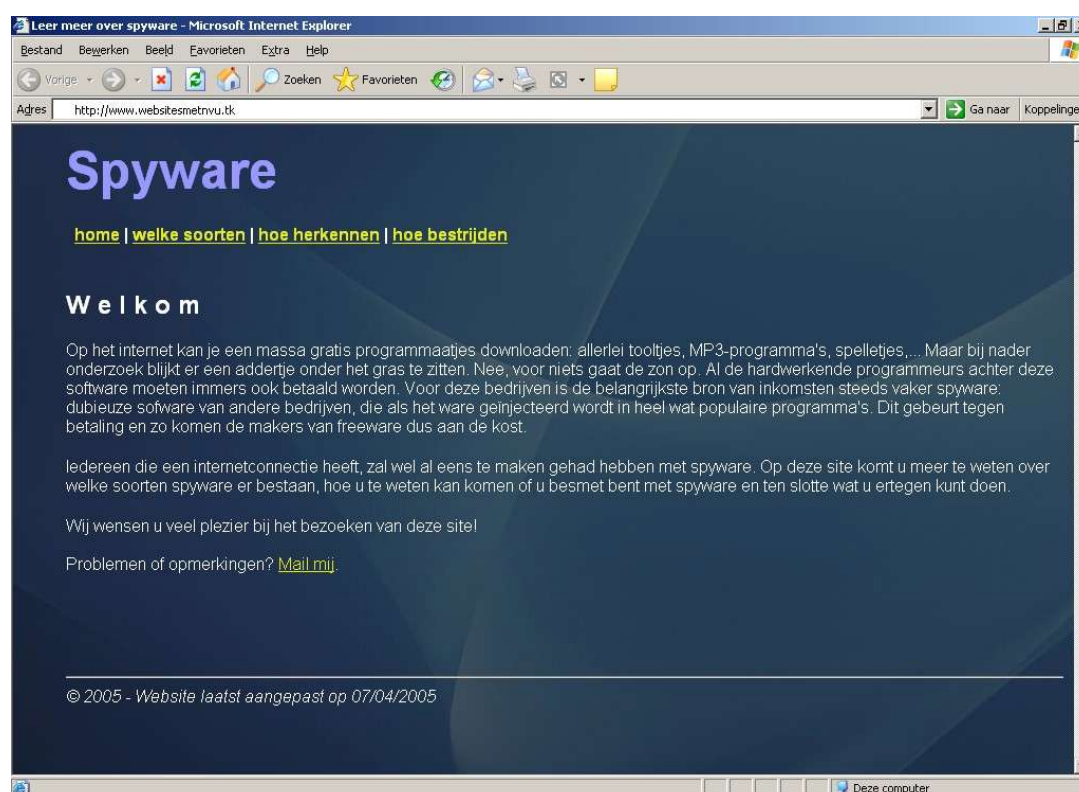 Leer meer over spyware - Microsoft Internet Explorer
Bestand Bewerken Beeld Favorieten Extra Help
Vorige Zoeken Favorieten
Adres http://www.websitesmetnvu.tk Ga naar Koppelinge
Spyware
home | welke soorten | hoe herkennen | hoe bestrijden
Welkom
Op het internet kan je een massa gratis programmaatjes downloaden: allerlei tooltjes, MP3-programma's, spelletjes,... Maar bij nader
onderzoek blijkt er een addertje onder het gras te zitten. Nee, voor niets gaat de zon op. Al de hardwerkende programmeurs achter deze
software moeten immers ook betaald worden. Voor deze bedrijven is de belangrijkste bron van inkomsten steeds vaker spyware:
dubieuze sofware van andere bedrijven, die als het ware geïnjecteerd wordt in heel wat populaire programma's. Dit gebeurt tegen
betaling en zo komen de makers van freeware dus aan de kost.
Iedereen die een internetconnectie heeft, zal wel al eens te maken gehad hebben met spyware. Op deze site komt u meer te weten over
welke soorten spyware er bestaan, hoe u te weten kan komen of u besmet bent met spyware en ten slotte wat u ertegen kunt doen.
Wij wensen u veel plezier bij het bezoeken van deze site!
Problemen of opmerkingen? Mail mij.
© 2005 - Website laatst aangepast op 07/04/2005
Deze computer